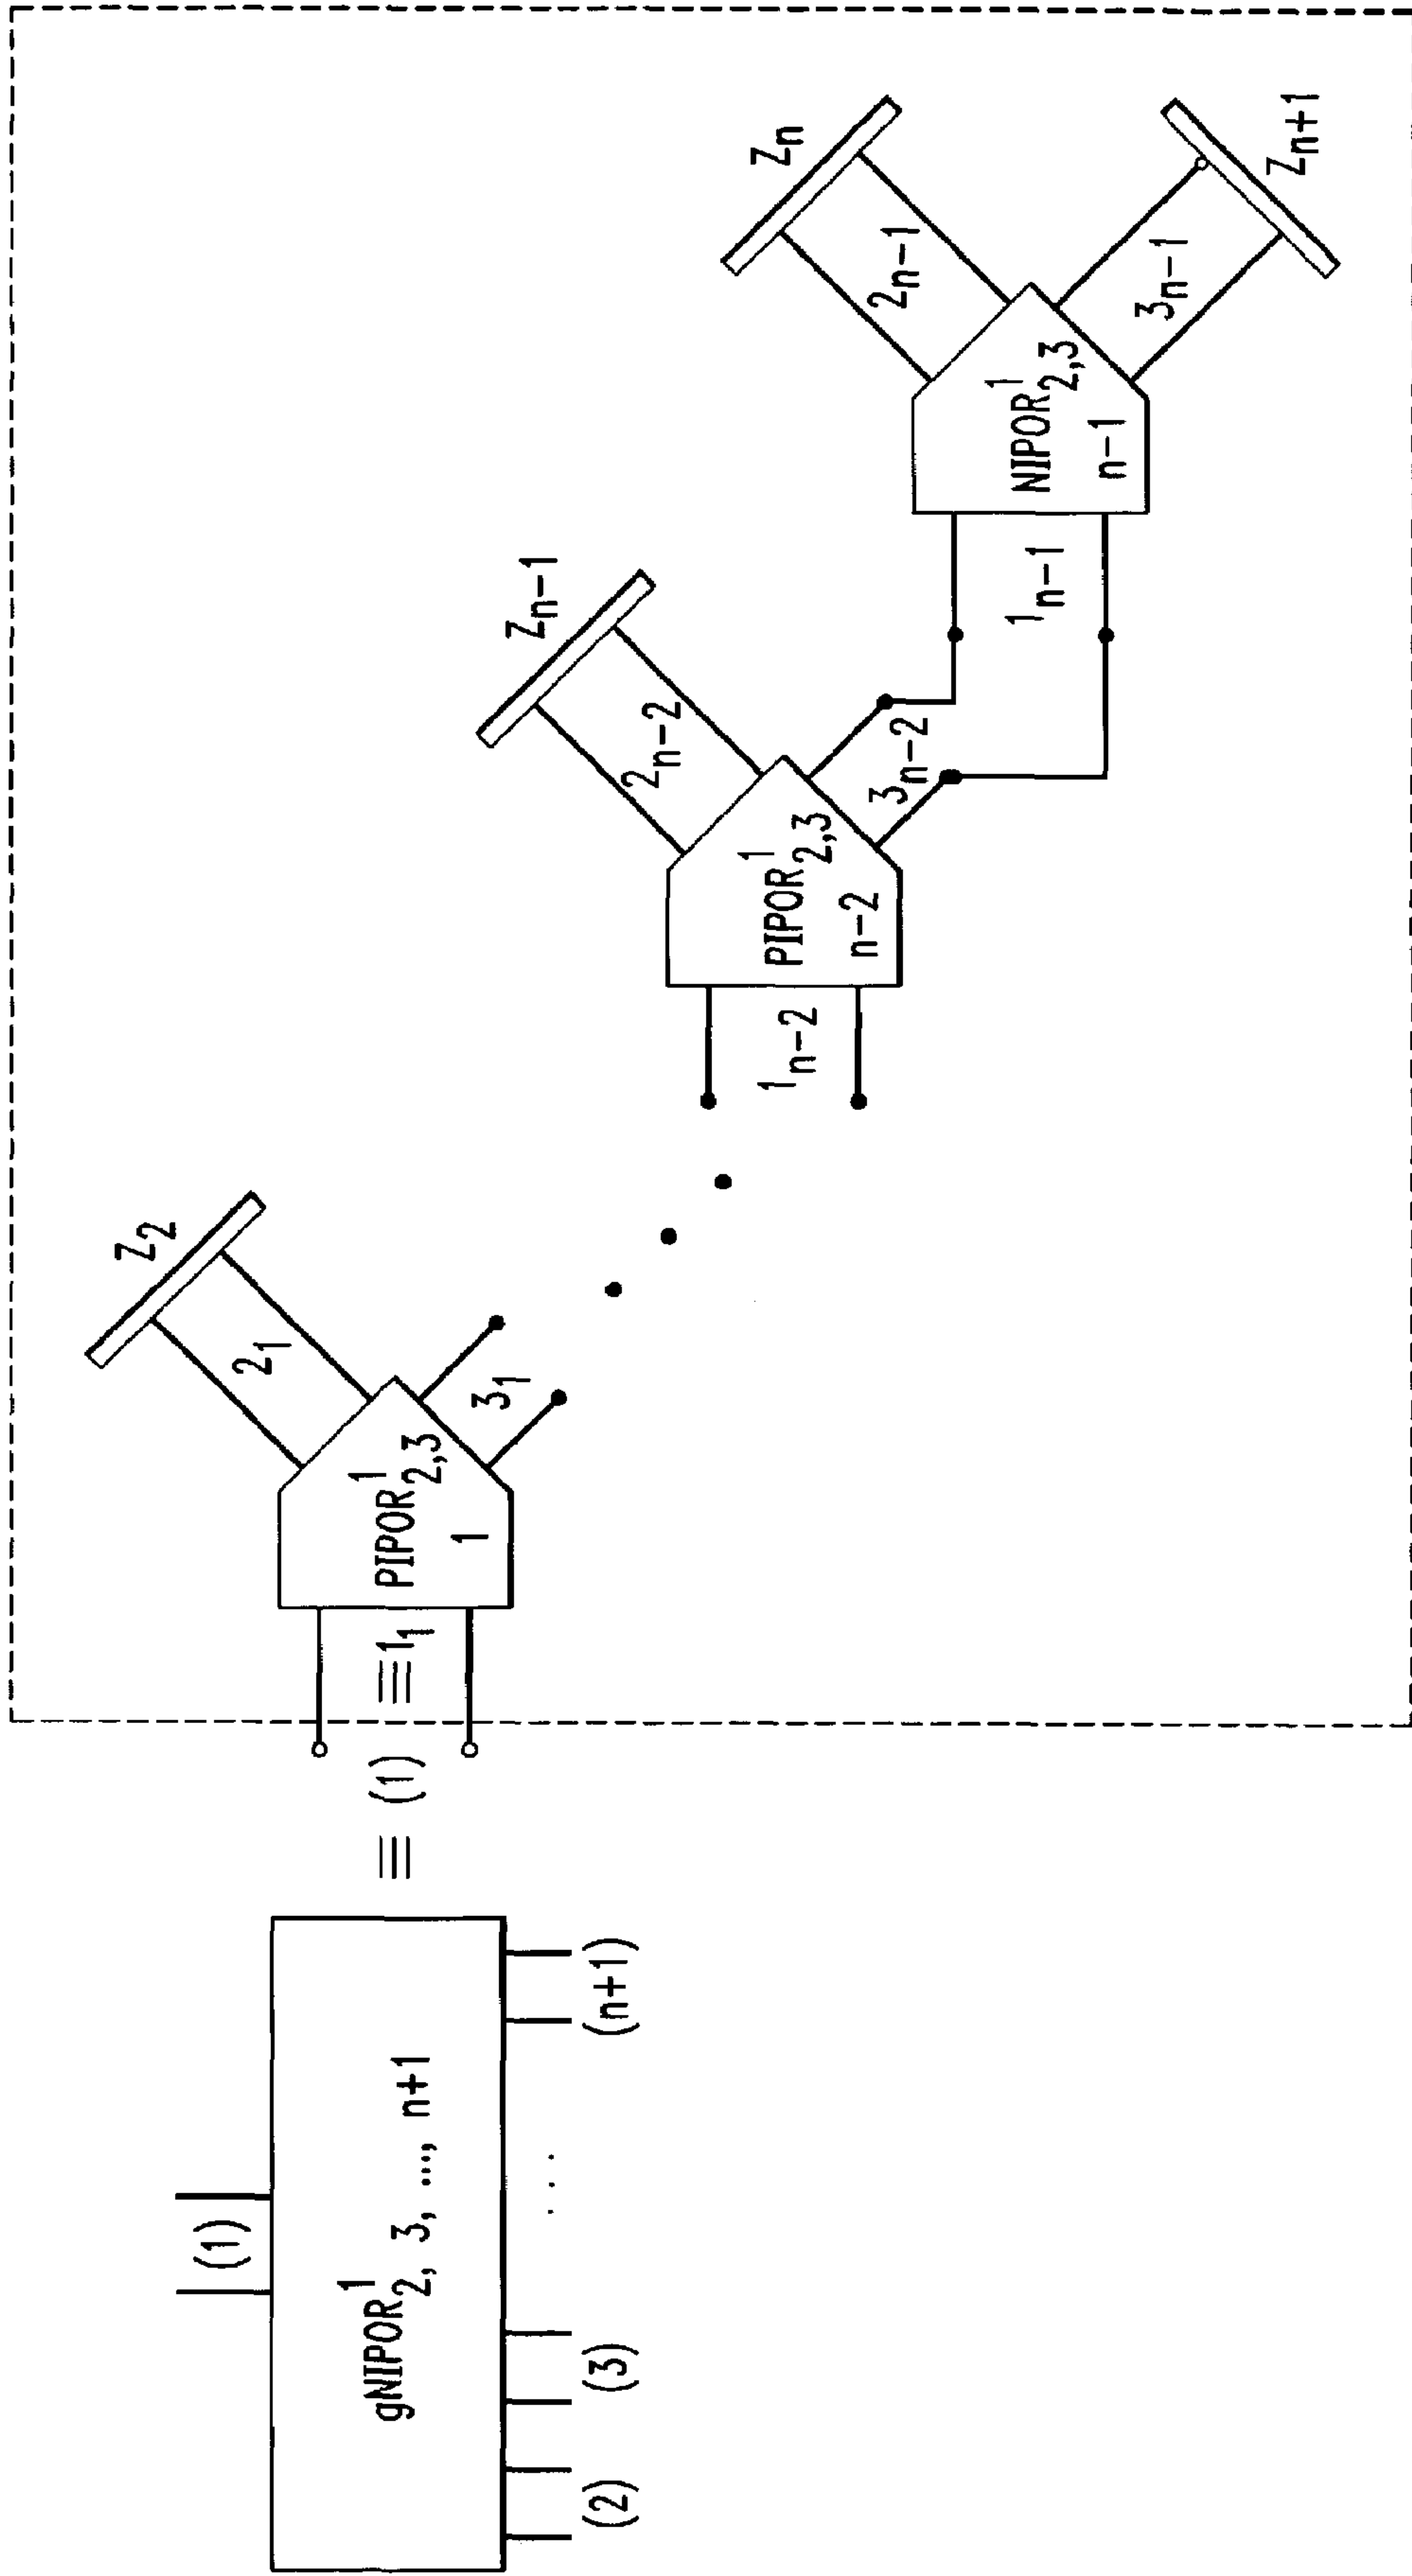 (1)
gNIPOR¹₂, ₃, ..., ₙ₊₁
(2)
(3)
...
(n+1)
≡ (1) ≡1₁
PIPOR¹₂,₃
1
2₁
Z₂
3₁
1ₙ₋₂
PIPOR¹₂,₃
n-2
2ₙ₋₂
Zₙ₋₁
3ₙ₋₂
1ₙ₋₁
NIPOR¹₂,₃
n-1
2ₙ₋₁
Zₙ
3ₙ₋₁
Zₙ₊₁